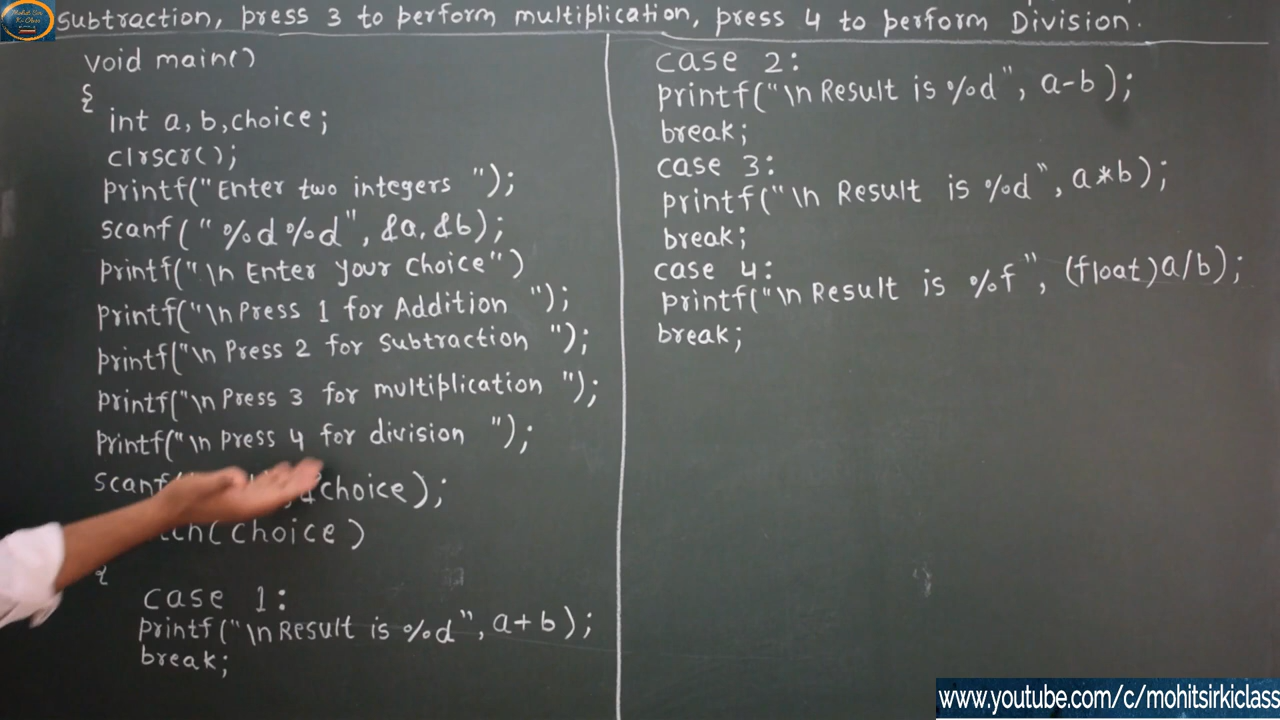 Subtraction, press 3 to perform multiplication, press 4 to perform Division.
void main()
{
int a, b, choice;
clrscr();
printf("Enter two integers ");
scanf("%d%d", &a, &b);
printf("\n Enter your choice")
printf("\n Press 1 for Addition ");
printf("\n Press 2 for Subtraction ");
printf("\n Press 3 for multiplication ");
printf("\n Press 4 for division ");
scanf( &choice);
(choice)
{
case 1:
printf("\n Result is %d", a+b);
break;
case 2:
printf("\n Result is %d", a-b);
break;
case 3:
printf("\n Result is %d", a*b);
break;
case 4:
printf("\n Result is %f", (float)a/b);
break;
www.youtube.com/c/mohitsirkiclass